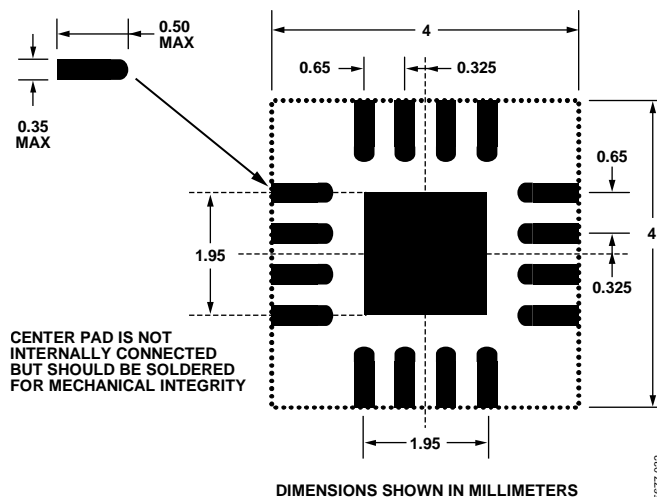 0.50
MAX
4
0.65
0.325
0.35
MAX
0.65
1.95
4
0.325
CENTER PAD IS NOT
INTERNALLY CONNECTED
BUT SHOULD BE SOLDERED
FOR MECHANICAL INTEGRITY
1.95
DIMENSIONS SHOWN IN MILLIMETERS